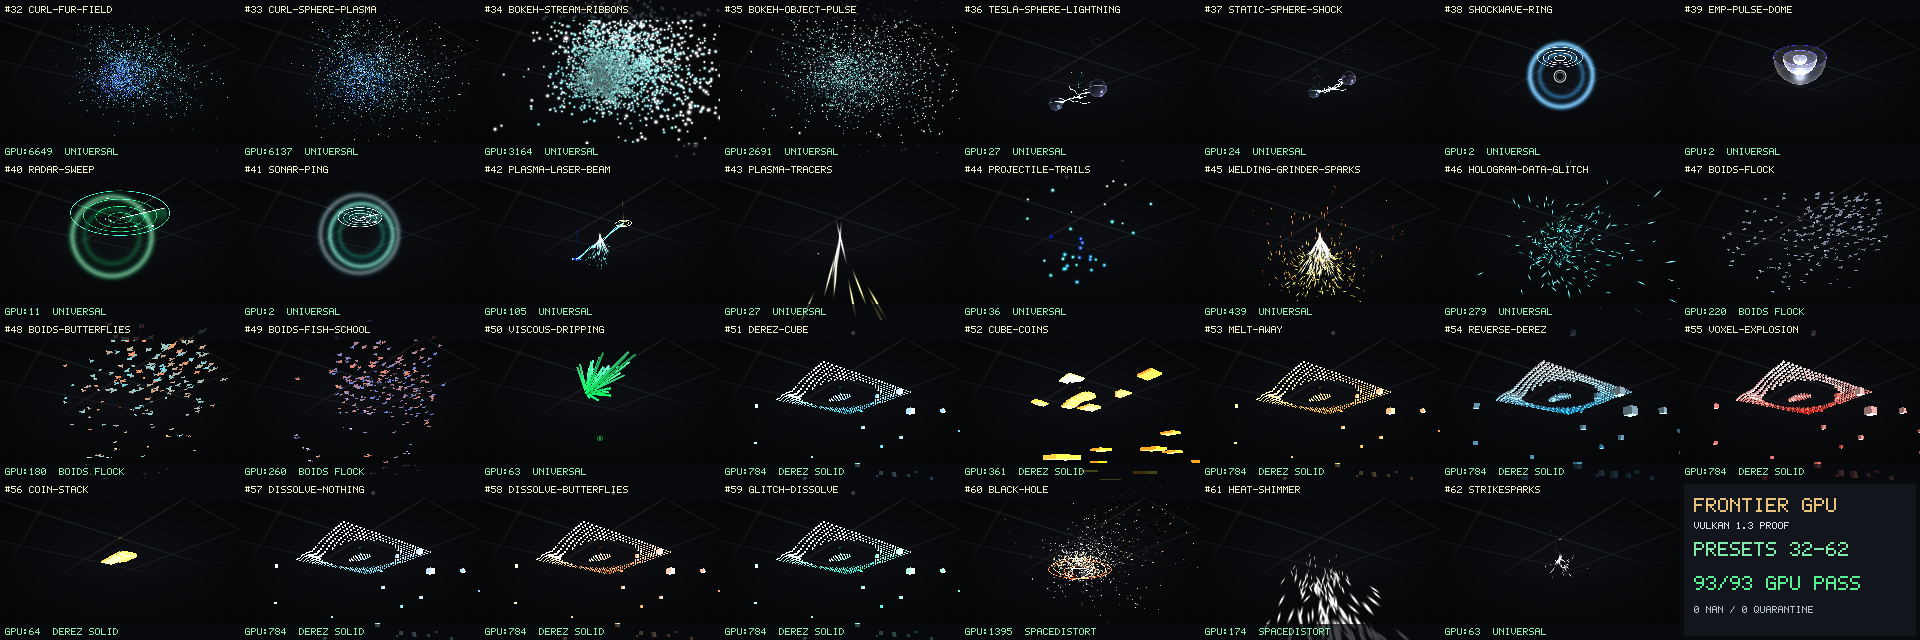 #32 CURL-FUR-FIELD
#33 CURL-SPHERE-PLASMA
#34 BOKEH-STREAM-RIBBONS
#35 BOKEH-OBJECT-PULSE
#36 TESLA-SPHERE-LIGHTNING
#37 STATIC-SPHERE-SHOCK
#38 SHOCKWAVE-RING
#39 EMP-PULSE-DOME
GPU:6649 UNIVERSAL
GPU:6137 UNIVERSAL
GPU:3164 UNIVERSAL
GPU:2691 UNIVERSAL
GPU:27 UNIVERSAL
GPU:24 UNIVERSAL
GPU:2 UNIVERSAL
GPU:2 UNIVERSAL
#40 RADAR-SWEEP
#41 SONAR-PING
#42 PLASMA-LASER-BEAM
#43 PLASMA-TRACERS
#44 PROJECTILE-TRAILS
#45 WELDING-GRINDER-SPARKS
#46 HOLOGRAM-DATA-GLITCH
#47 BOIDS-FLOCK
GPU:11 UNIVERSAL
GPU:2 UNIVERSAL
GPU:105 UNIVERSAL
GPU:27 UNIVERSAL
GPU:36 UNIVERSAL
GPU:439 UNIVERSAL
GPU:279 UNIVERSAL
GPU:220 BOIDS FLOCK
#48 BOIDS-BUTTERFLIES
#49 BOIDS-FISH-SCHOOL
#50 VISCOUS-DRIPPING
#51 DEREZ-CUBE
#52 CUBE-COINS
#53 MELT-AWAY
#54 REVERSE-DEREZ
#55 VOXEL-EXPLOSION
GPU:180 BOIDS FLOCK
GPU:260 BOIDS FLOCK
GPU:63 UNIVERSAL
GPU:784 DEREZ SOLID
GPU:361 DEREZ SOLID
GPU:784 DEREZ SOLID
GPU:784 DEREZ SOLID
GPU:784 DEREZ SOLID
#56 COIN-STACK
#57 DISSOLVE-NOTHING
#58 DISSOLVE-BUTTERFLIES
#59 GLITCH-DISSOLVE
#60 BLACK-HOLE
#61 HEAT-SHIMMER
#62 STRIKESPARKS
GPU:64 DEREZ SOLID
GPU:784 DEREZ SOLID
GPU:784 DEREZ SOLID
GPU:784 DEREZ SOLID
GPU:1395 SPACEDISTORT
GPU:174 SPACEDISTORT
GPU:63 UNIVERSAL
FRONTIER GPU
VULKAN 1.3 PROOF
PRESETS 32-62
93/93 GPU PASS
0 NAN / 0 QUARANTINE